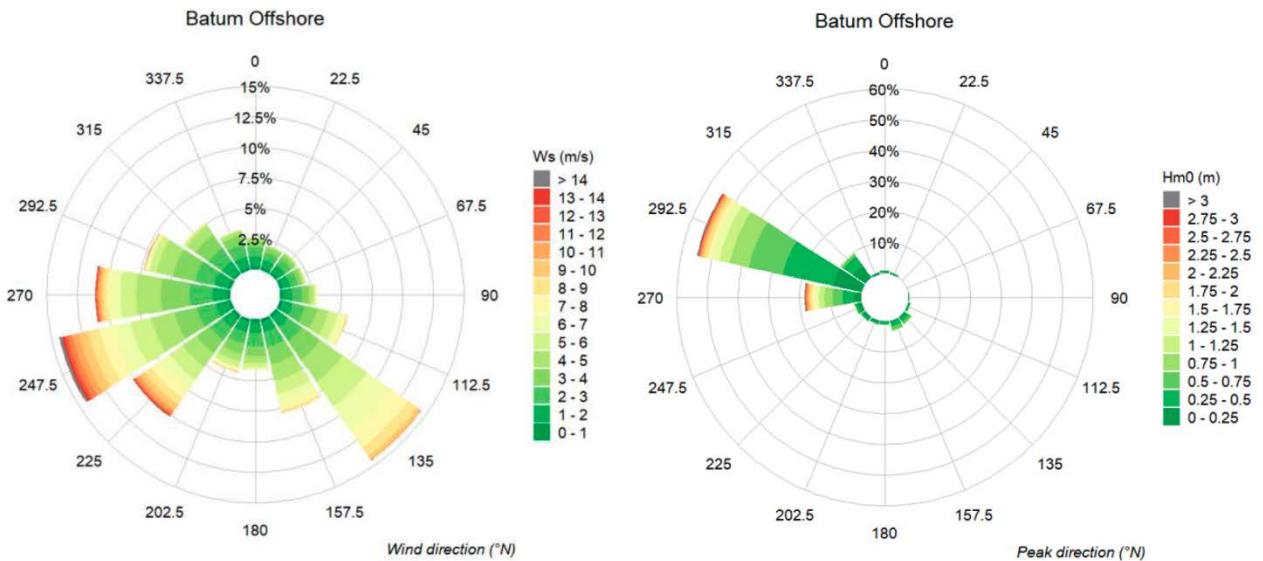 Batum Offshore
0
22.5
45
67.5
90
112.5
135
157.5
180
202.5
225
247.5
270
292.5
315
337.5
15%
12.5%
10%
7.5%
5%
2.5%
Ws (m/s)
> 14
13 - 14
12 - 13
11 - 12
10 - 11
9 - 10
8 - 9
7 - 8
6 - 7
5 - 6
4 - 5
3 - 4
2 - 3
1 - 2
0 - 1
Wind direction (°N)
Batum Offshore
0
22.5
45
67.5
90
112.5
135
157.5
180
202.5
225
247.5
270
292.5
315
337.5
60%
50%
40%
30%
20%
10%
Hm0 (m)
> 3
2.75 - 3
2.5 - 2.75
2.25 - 2.5
2 - 2.25
1.75 - 2
1.5 - 1.75
1.25 - 1.5
1 - 1.25
0.75 - 1
0.5 - 0.75
0.25 - 0.5
0 - 0.25
Peak direction (°N)